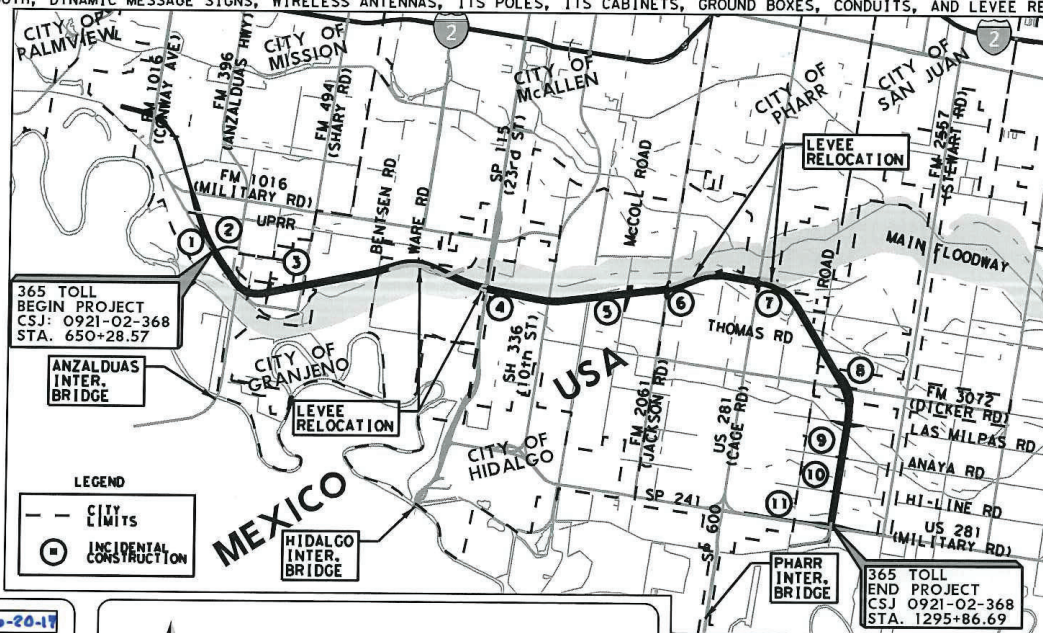 OTH, DYNAMIC MESSAGE SIGNS, WIRELESS ANTENNAS, ITS POLES, ITS CABINETS, GROUND BOXES, CONDUITS, AND LEVEE RE
CITY OF
PALMVIEW
FM 1016
(CONWAY AVE)
FM 396
(ANZALDUAS HWY)
CITY OF
MISSION
FM 494
(SHARY RD)
2
CITY OF
McALLEN
SP 115
(23rd ST)
CITY OF
PHARR
CITY OF
SAN JUAN
2
FM 2557
(STEWART RD)
LEVEE
RELOCATION
FM 1016
(MILITARY RD)
UPRR
BENTSEN RD
WARE RD
McCOLL ROAD
MAIN FLOODWAY
1
2
3
4
5
6
7
ROAD
365 TOLL
BEGIN PROJECT
CSJ: 0921-02-368
STA. 650+28.57
ANZALDUAS
INTER.
BRIDGE
CITY OF
GRANJENO
LEVEE
RELOCATION
SH 336
(10th ST)
USA
THOMAS RD
8
FM 2061
(JACKSON RD)
US 281
(CAGE RD)
FM 3072
(DICKER RD)
LAS MILPAS RD
9
ANAYA RD
10
CITY OF
HIDALGO
HI-LINE RD
SP 241
11
US 281
(MILITARY RD)
SP 600
MEXICO
LEGEND
CITY
LIMITS
INCIDENTAL
CONSTRUCTION
HIDALGO
INTER.
BRIDGE
PHARR
INTER.
BRIDGE
365 TOLL
END PROJECT
CSJ 0921-02-368
STA. 1295+86.69
-20-17